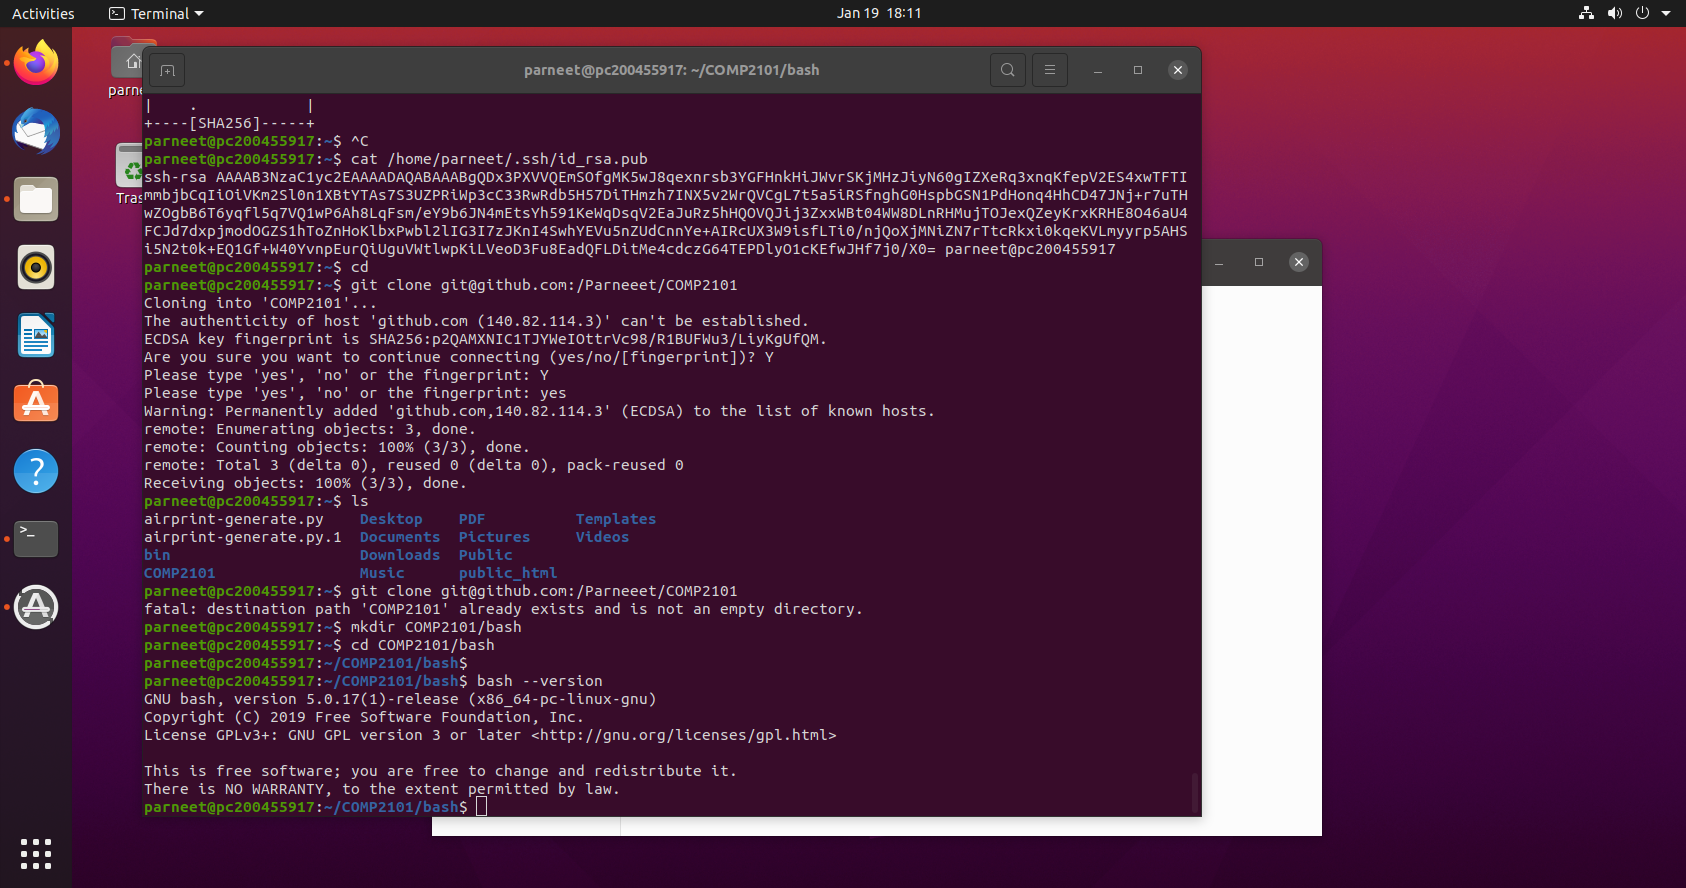 Activities
Terminal
Jan 19 18:11
parneet@pc200455917: ~/COMP2101/bash
parne
Tras
| . |
+----[SHA256]-----+
parneet@pc200455917:~$ ^C
parneet@pc200455917:~$ cat /home/parneet/.ssh/id_rsa.pub
ssh-rsa AAAAB3NzaC1yc2EAAAADAQABAAABgQDx3PXVVQEmSOfgMK5wJ8qexnrsb3YGFHnkHiJWvrSKjMHzJiyN60gIZXeRq3xnqKfepV2ES4xwTFTI
mmbjbCqIiOiVKm2Sl0n1XBtYTAs7S3UZPRiWp3cC33RwRdb5H57DiTHmzh7INX5v2WrQVCgL7t5a5iRSfnghG0HspbGSN1PdHonq4HhCD47JNj+r7uTH
wZOgbB6T6yqfl5q7VQ1wP6Ah8LqFsm/eY9b6JN4mEtsYh591KeWqDsqV2EaJuRz5hHQOVQJij3ZxxWBt04WW8DLnRHMujTOJexQZeyKrxKRHE8O46aU4
FCJd7dxpjmodOGZS1hToZnHoKlbxPwbl2lIG3I7zJKnI4SwhYEVu5nZUdCnnYe+AIRcUX3W9isfLTi0/njQoXjMNiZN7rTtcRkxi0kqeKVLmyyrp5AHS
i5N2t0k+EQ1Gf+W40YvnpEurQiUguVWtlwpKiLVeoD3Fu8EadQFLDitMe4cdczG64TEPDlyO1cKEfwJHf7j0/X0= parneet@pc200455917
parneet@pc200455917:~$ cd
parneet@pc200455917:~$ git clone git@github.com:/Parneeet/COMP2101
Cloning into 'COMP2101'...
The authenticity of host 'github.com (140.82.114.3)' can't be established.
ECDSA key fingerprint is SHA256:p2QAMXNIC1TJYWeIOttrVc98/R1BUFWu3/LiyKgUfQM.
Are you sure you want to continue connecting (yes/no/[fingerprint])? Y
Please type 'yes', 'no' or the fingerprint: Y
Please type 'yes', 'no' or the fingerprint: yes
Warning: Permanently added 'github.com,140.82.114.3' (ECDSA) to the list of known hosts.
remote: Enumerating objects: 3, done.
remote: Counting objects: 100% (3/3), done.
remote: Total 3 (delta 0), reused 0 (delta 0), pack-reused 0
Receiving objects: 100% (3/3), done.
parneet@pc200455917:~$ ls
airprint-generate.py Desktop PDF Templates
airprint-generate.py.1 Documents Pictures Videos
bin Downloads Public
COMP2101 Music public_html
parneet@pc200455917:~$ git clone git@github.com:/Parneeet/COMP2101
fatal: destination path 'COMP2101' already exists and is not an empty directory.
parneet@pc200455917:~$ mkdir COMP2101/bash
parneet@pc200455917:~$ cd COMP2101/bash
parneet@pc200455917:~/COMP2101/bash$
parneet@pc200455917:~/COMP2101/bash$ bash --version
GNU bash, version 5.0.17(1)-release (x86_64-pc-linux-gnu)
Copyright (C) 2019 Free Software Foundation, Inc.
License GPLv3+: GNU GPL version 3 or later <http://gnu.org/licenses/gpl.html>
This is free software; you are free to change and redistribute it.
There is NO WARRANTY, to the extent permitted by law.
parneet@pc200455917:~/COMP2101/bash$